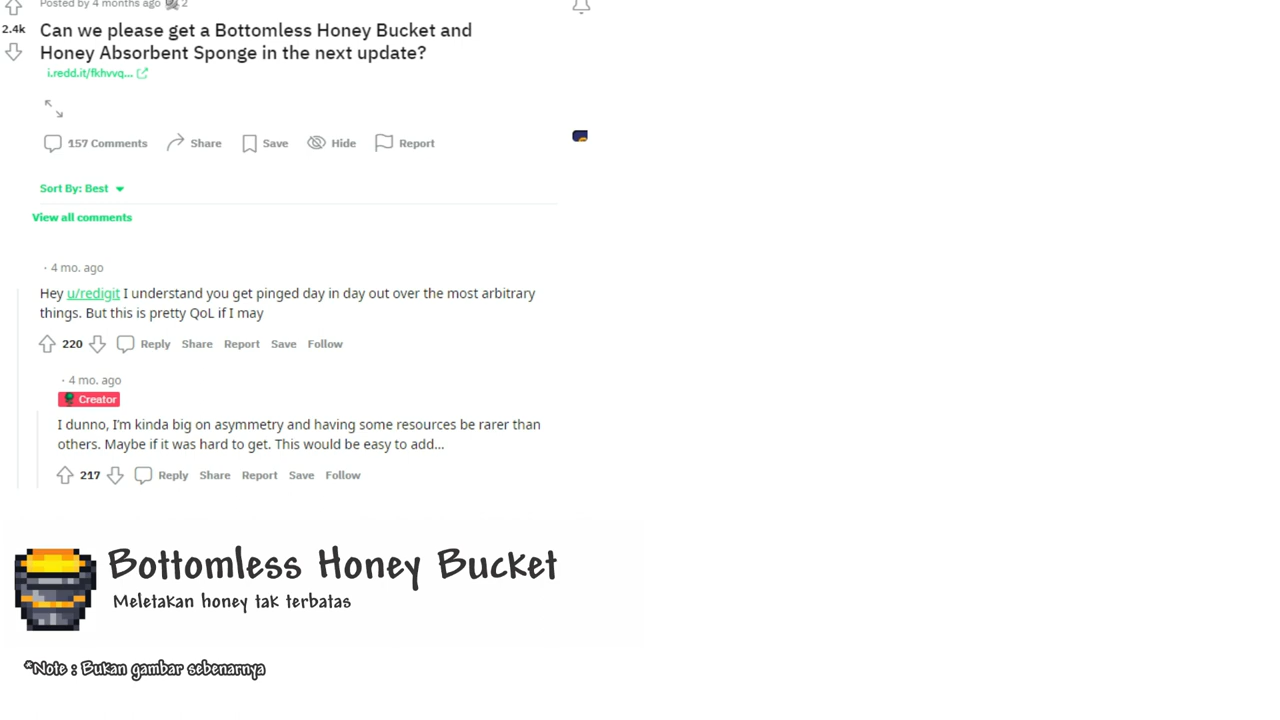 Posted by 4 months ago 2
2.4k
Can we please get a Bottomless Honey Bucket and
Honey Absorbent Sponge in the next update?
i.redd.it/fkhvvq...
157 Comments Share Save Hide Report
Sort By: Best
View all comments
· 4 mo. ago
Hey u/redigit I understand you get pinged day in day out over the most arbitrary
things. But this is pretty QoL if I may
220 Reply Share Report Save Follow
· 4 mo. ago
Creator
I dunno, I'm kinda big on asymmetry and having some resources be rarer than
others. Maybe if it was hard to get. This would be easy to add...
217 Reply Share Report Save Follow
Bottomless Honey Bucket
Meletakan honey tak terbatas
*Note : Bukan gambar sebenarnya